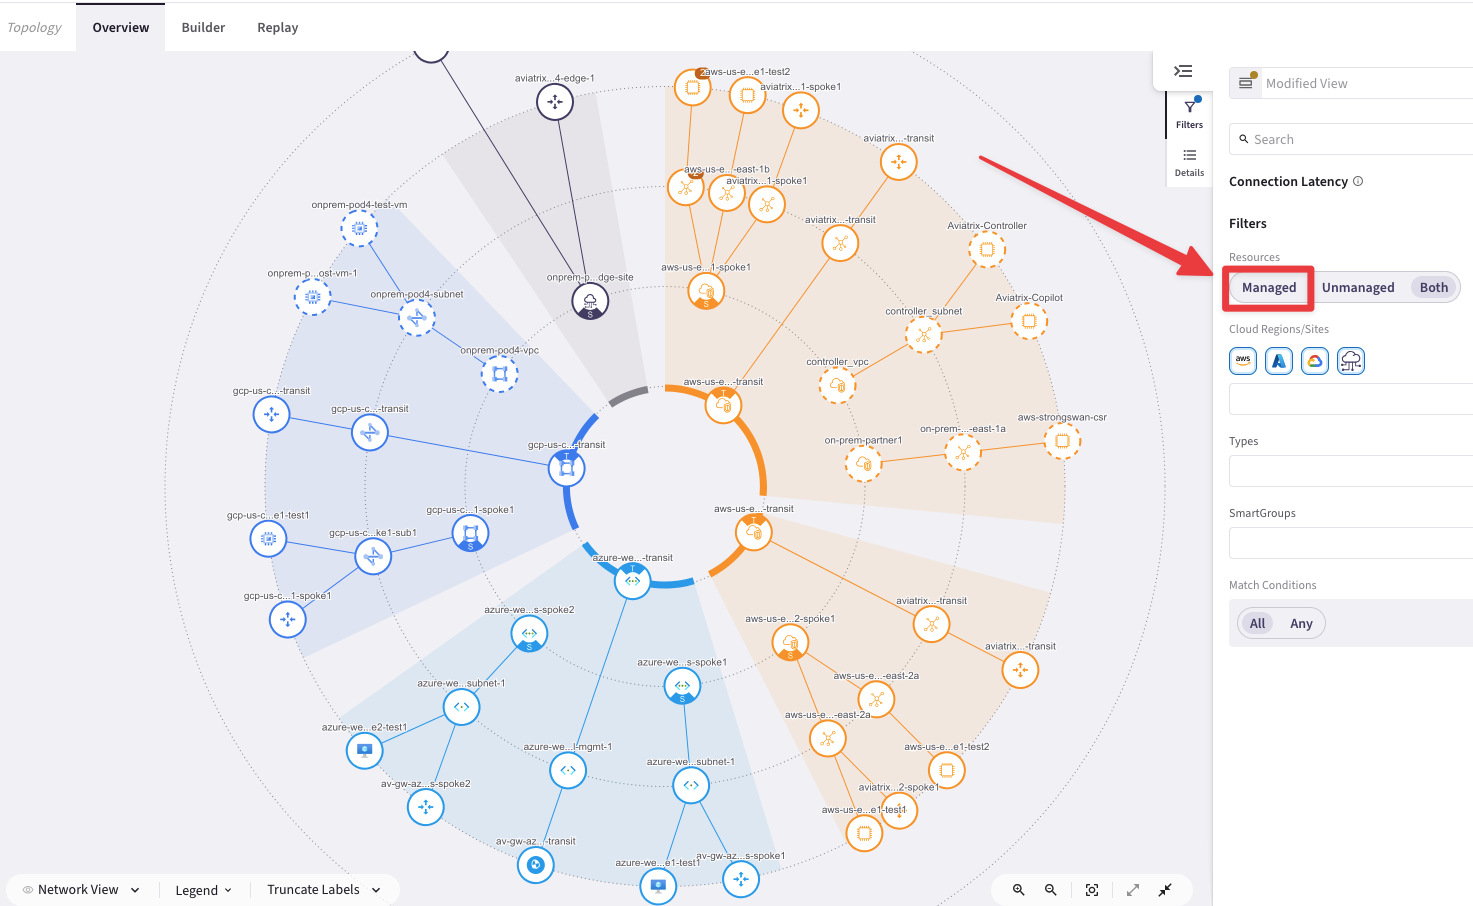 Topology
Overview
Builder
Replay
aviatrix...4-edge-1
aws-us-e...e1-test2
aviatrix...1-spoke1
Modified View
Filters
Search
aviatrix...-transit
aws-us-e...-east-1b
aviatrix...1-spoke1
Details
Connection Latency
onprem-pod4-test-vm
aviatrix...-transit
Aviatrix-Controller
Filters
Resources
onprem-p...ost-vm-1
onprem-p...dge-site
aws-us-e...1-spoke1
Managed
Unmanaged
Both
onprem-pod4-subnet
Aviatrix-Copilot
controller_subnet
S
S
Cloud Regions/Sites
aws
onprem-pod4-vpc
controller_vpc
gcp-us-c...-transit
aws-us-e...-transit
T
gcp-us-c...-transit
aws-strongswan-csr
on-prem-...-east-1a
gcp-us-c...-transit
T
on-prem-partner1
Types
gcp-us-c...e1-test1
gcp-us-c...1-spoke1
aws-us-e...-transit
T
SmartGroups
gcp-us-c...ke1-sub1
S
azure-we...-transit
T
gcp-us-c...1-spoke1
Match Conditions
azure-we...s-spoke2
aviatrix...-transit
aws-us-e...2-spoke1
All
Any
S
S
azure-we...s-spoke1
aviatrix...-transit
azure-we...subnet-1
S
aws-us-e...-east-2a
aws-us-e...-east-2a
azure-we...e2-test1
azure-we...l-mgmt-1
aws-us-e...e1-test2
azure-we...subnet-1
av-gw-az...s-spoke2
aviatrix...2-spoke1
aws-us-e...e1-test1
av-gw-az...-transit
azure-we...e1-test1
av-gw-az...s-spoke1
Network View
Legend
Truncate Labels